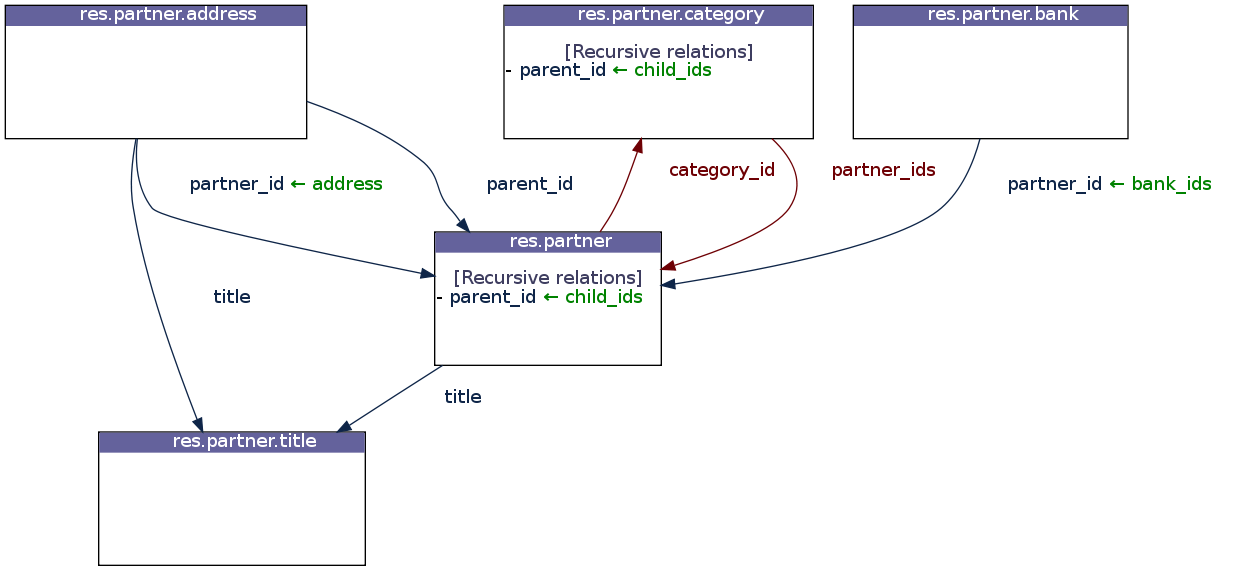 res.partner.address
res.partner.category
res.partner.bank
[Recursive relations]
- parent_id ← child_ids
partner_id ← address
parent_id
category_id
partner_ids
partner_id ← bank_ids
res.partner
[Recursive relations]
- parent_id ← child_ids
title
title
res.partner.title